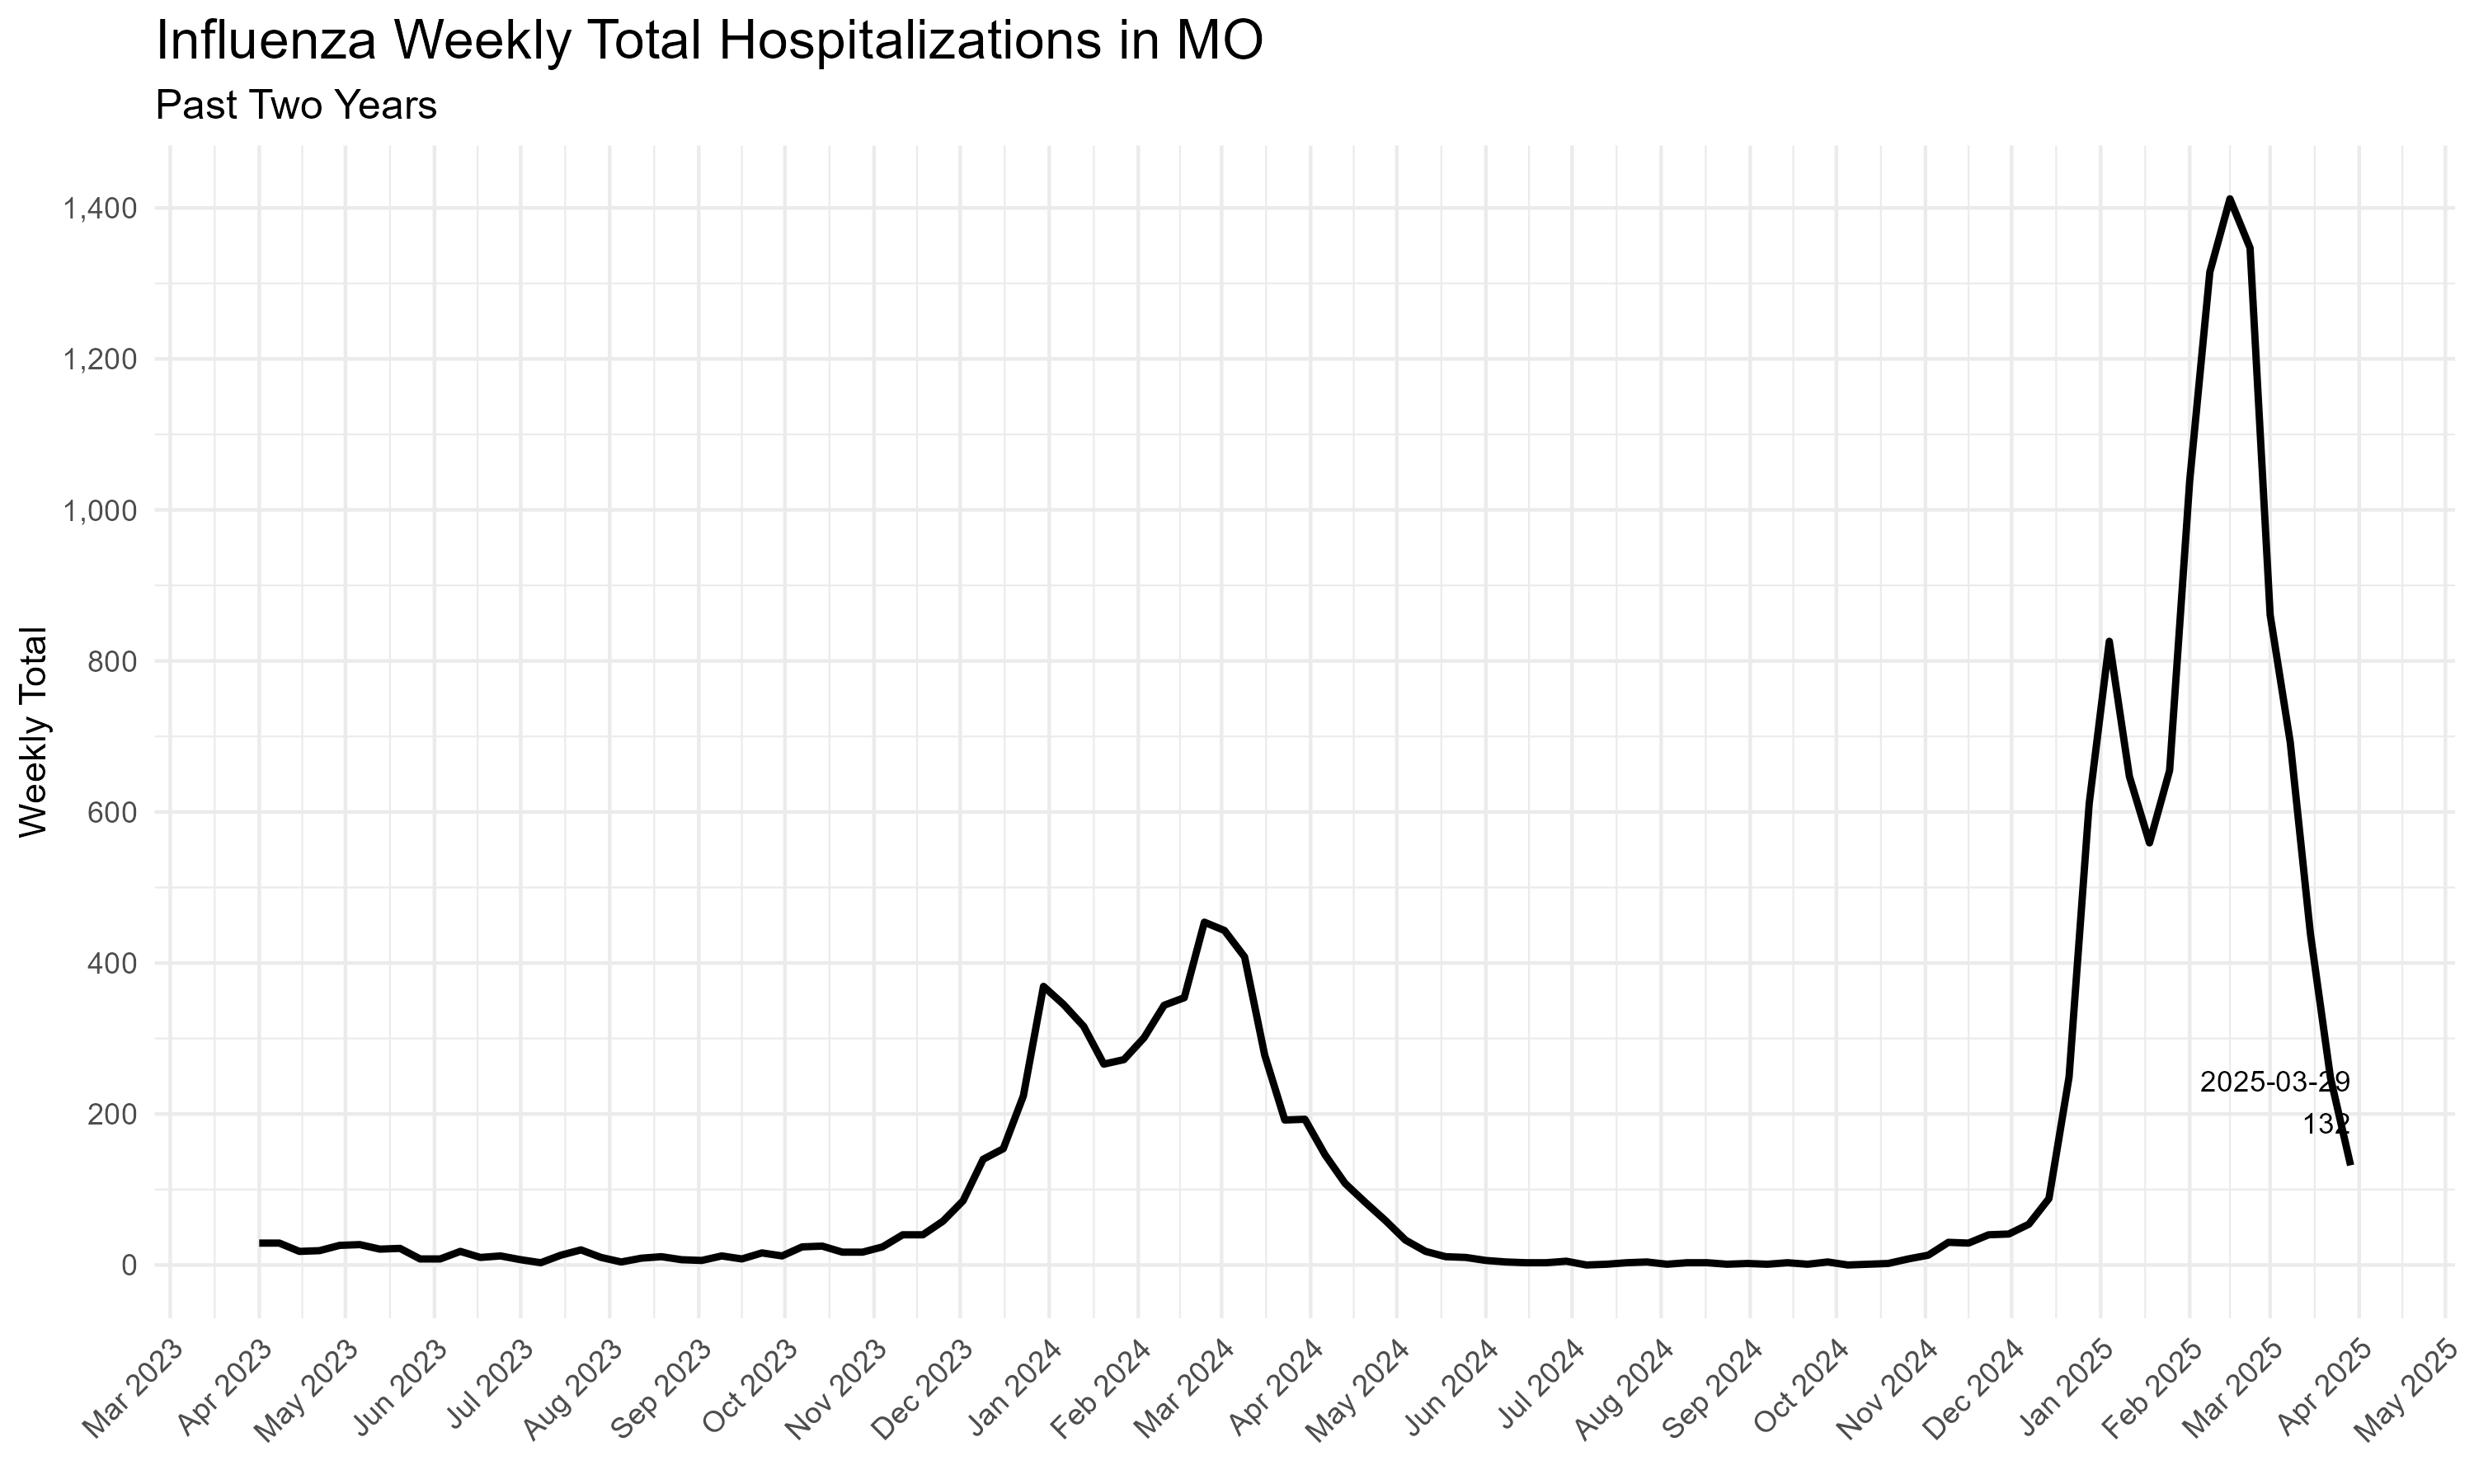 Influenza Weekly Total Hospitalizations in MO
Past Two Years
Weekly Total
1,400
1,200
1,000
800
600
400
200
0
2025-03-29
132
Mar 2023
Apr 2023
May 2023
Jun 2023
Jul 2023
Aug 2023
Sep 2023
Oct 2023
Nov 2023
Dec 2023
Jan 2024
Feb 2024
Mar 2024
Apr 2024
May 2024
Jun 2024
Jul 2024
Aug 2024
Sep 2024
Oct 2024
Nov 2024
Dec 2024
Jan 2025
Feb 2025
Mar 2025
Apr 2025
May 2025